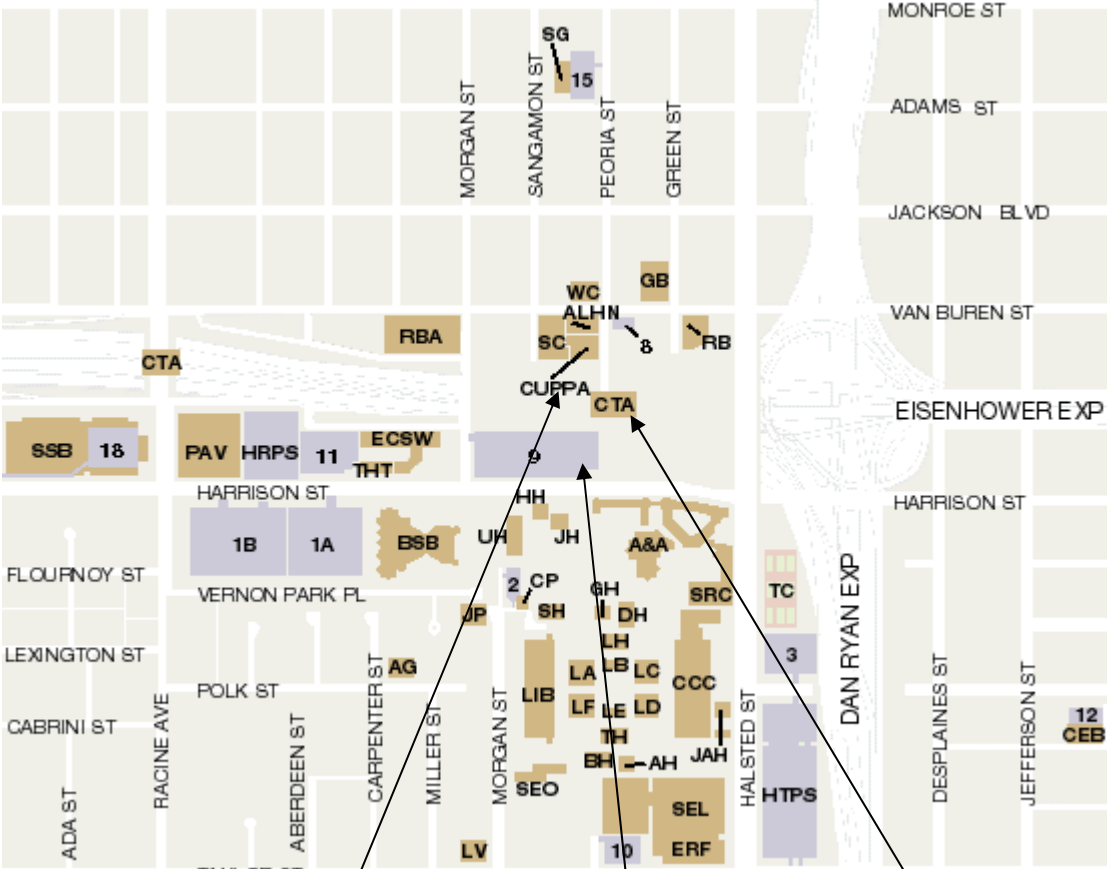 MONROE ST
SG
15
MORGAN ST
SANGAMON ST
PEORIA ST
GREEN ST
ADAMS ST
JACKSON BLVD
GB
WC
ALHN
VAN BUREN ST
RBA
SC
8
RB
CTA
CUPPA
CTA
EISENHOWER EXP
SSB
18
PAV
HRPS
11
ECSW
THT
9
HARRISON ST
HH
HARRISON ST
1B
1A
BSB
UH
JH
A&A
FLOURNOY ST
2
CP
GH
SRC
TC
VERNON PARK PL
JP
SH
DH
DAN RYAN EXP
LH
LEXINGTON ST
AG
LA
LB
LC
CCC
3
POLK ST
LIB
LF
LE
LD
CABRINI ST
TH
JAH
12
CEB
RACINE AVE
ABERDEEN ST
CARPENTER ST
MILLER ST
MORGAN ST
HALSTED ST
DESPLAINES ST
JEFFERSON ST
ADA ST
BH
AH
SEO
HTPS
SEL
LV
10
ERF